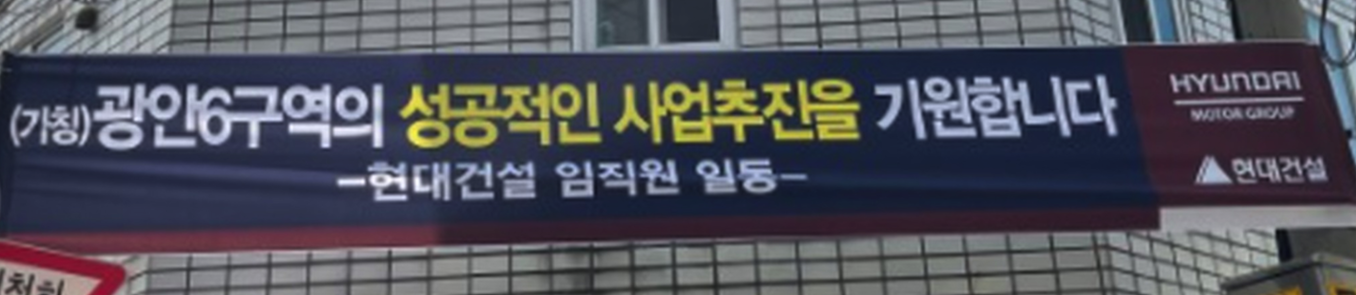 (가칭)광안6구역의 성공적인 사업추진을 기원합니다
-현대건설 임직원 일동-
HYUNDAI
MOTOR GROUP
현대건설